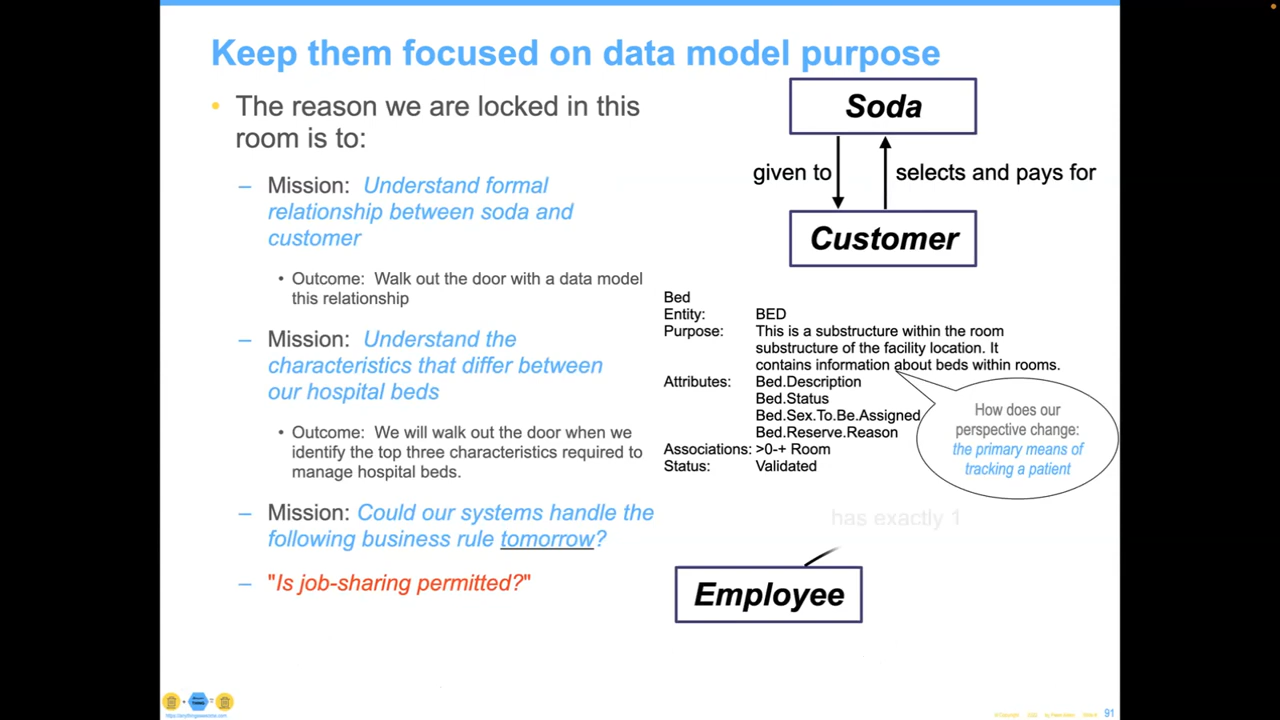 Keep them focused on data model purpose
• The reason we are locked in this
room is to:
– Mission: Understand formal
relationship between soda and
customer
• Outcome: Walk out the door with a data model
this relationship
– Mission: Understand the
characteristics that differ between
our hospital beds
• Outcome: We will walk out the door when we
identify the top three characteristics required to
manage hospital beds.
– Mission: Could our systems handle the
following business rule tomorrow?
– "Is job-sharing permitted?"
Soda
given to
selects and pays for
Customer
Bed
Entity: BED
Purpose: This is a substructure within the room
substructure of the facility location. It
contains information about beds within rooms.
Attributes: Bed.Description
Bed.Status
Bed.Sex.To.Be.Assigned
Bed.Reserve.Reason
Associations: >0-+ Room
Status: Validated
How does our
perspective change:
the primary means of
tracking a patient
has exactly 1
Employee
91